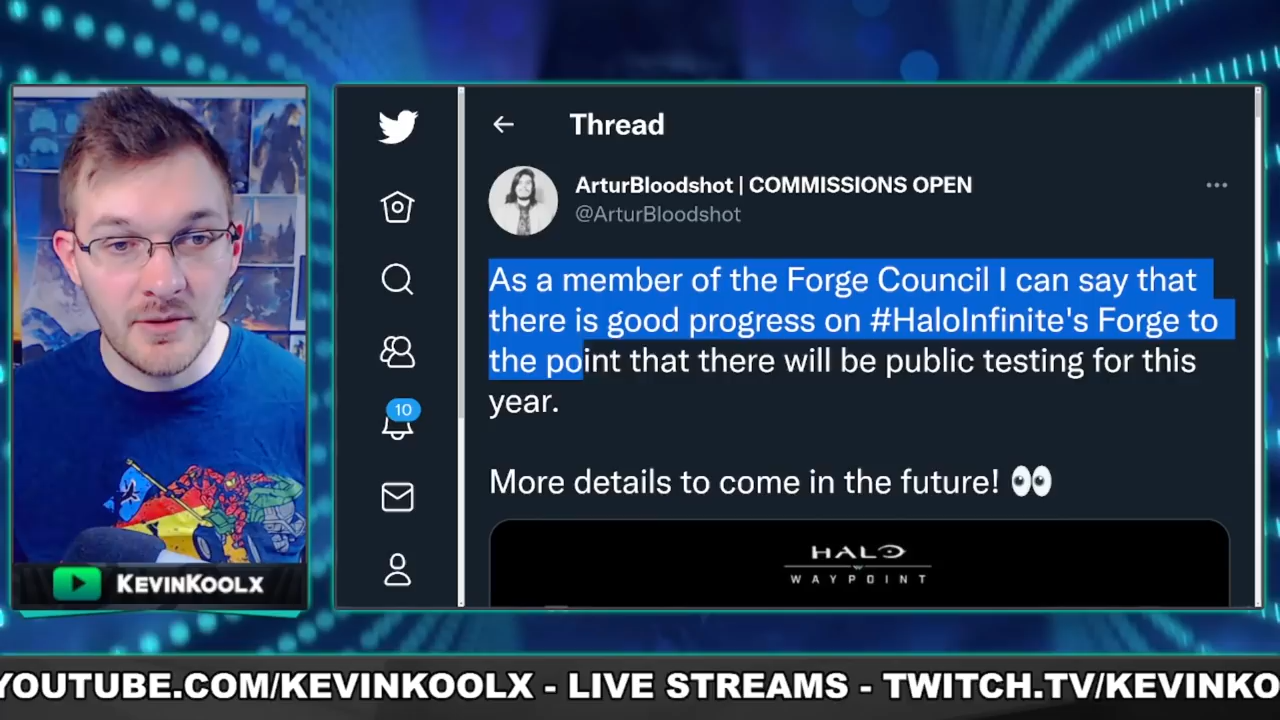 Thread
ArturBloodshot | COMMISSIONS OPEN
@ArturBloodshot
As a member of the Forge Council I can say that
there is good progress on #HaloInfinite's Forge to
the point that there will be public testing for this
year.
More details to come in the future! 👀
10
HALO
WAYPOINT
KEVINKOOLX
YOUTUBE.COM/KEVINKOOLX - LIVE STREAMS - TWITCH.TV/KEVINKO